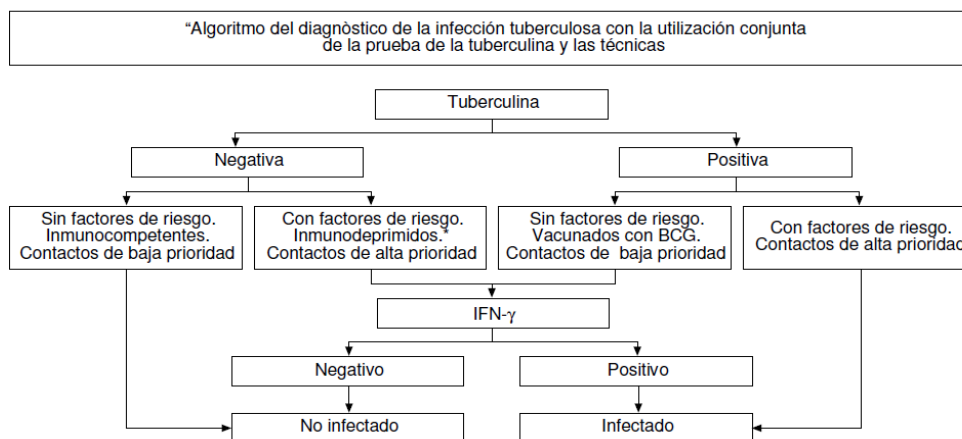 “Algoritmo del diagnòstico de la infección tuberculosa con la utilización conjunta
de la prueba de la tuberculina y las técnicas
Tuberculina
Negativa
Positiva
Sin factores de riesgo.
Inmunocompetentes.
Contactos de baja prioridad
Con factores de riesgo.
Inmunodeprimidos.*
Contactos de alta prioridad
Sin factores de riesgo.
Vacunados con BCG.
Contactos de baja prioridad
Con factores de riesgo.
Contactos de alta prioridad
IFN-γ
Negativo
Positivo
No infectado
Infectado